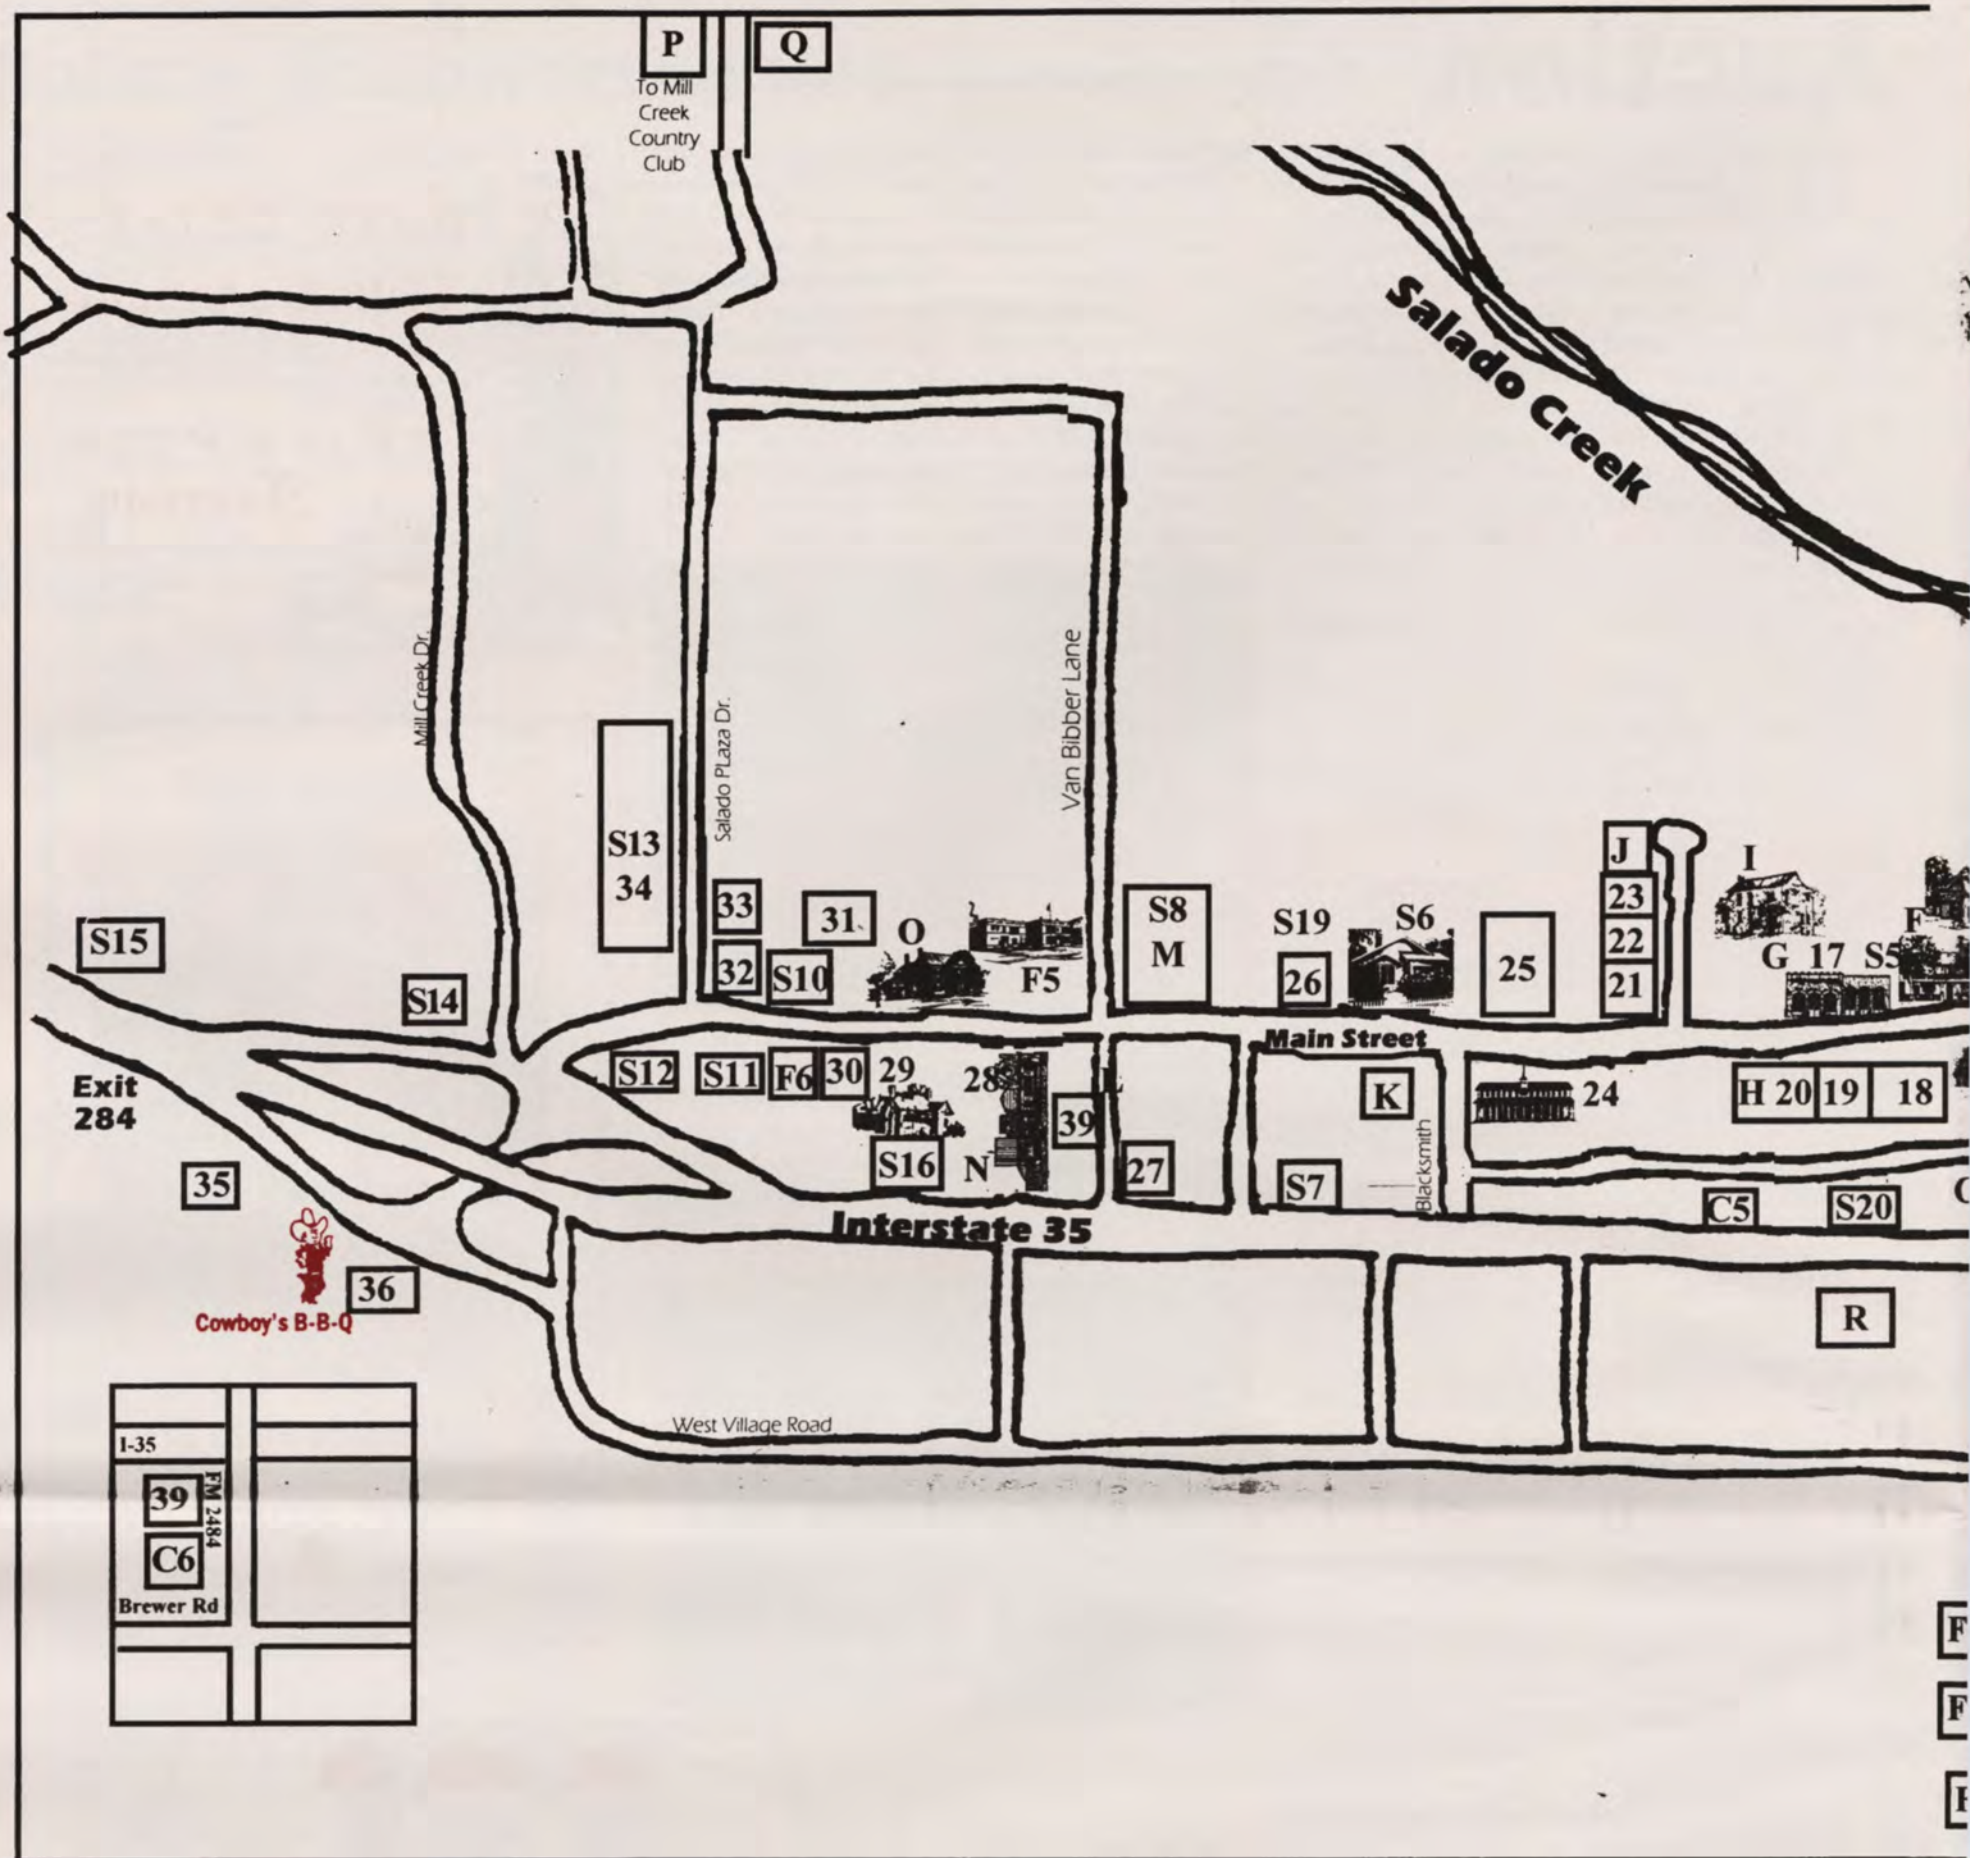 P
Q
To Mill
Creek
Country
Club
Salado Creek
Mill Creek Dr.
Salado PLaza Dr.
Van Bibber Lane
S13
34
33
32
S10
31
O
F5
S8
M
S19
26
S6
25
J
23
22
21
I
G 17 S5
F
S15
S14
Main Street
Exit
284
S12
S11
F6
30
29
28
39
L
K
Blacksmith
24
H 20
19
18
35
S16
N
27
S7
C5
S20
Interstate 35
36
Cowboy's B-B-Q
R
West Village Road
I-35
39
FM 2484
C6
Brewer Rd
F
F